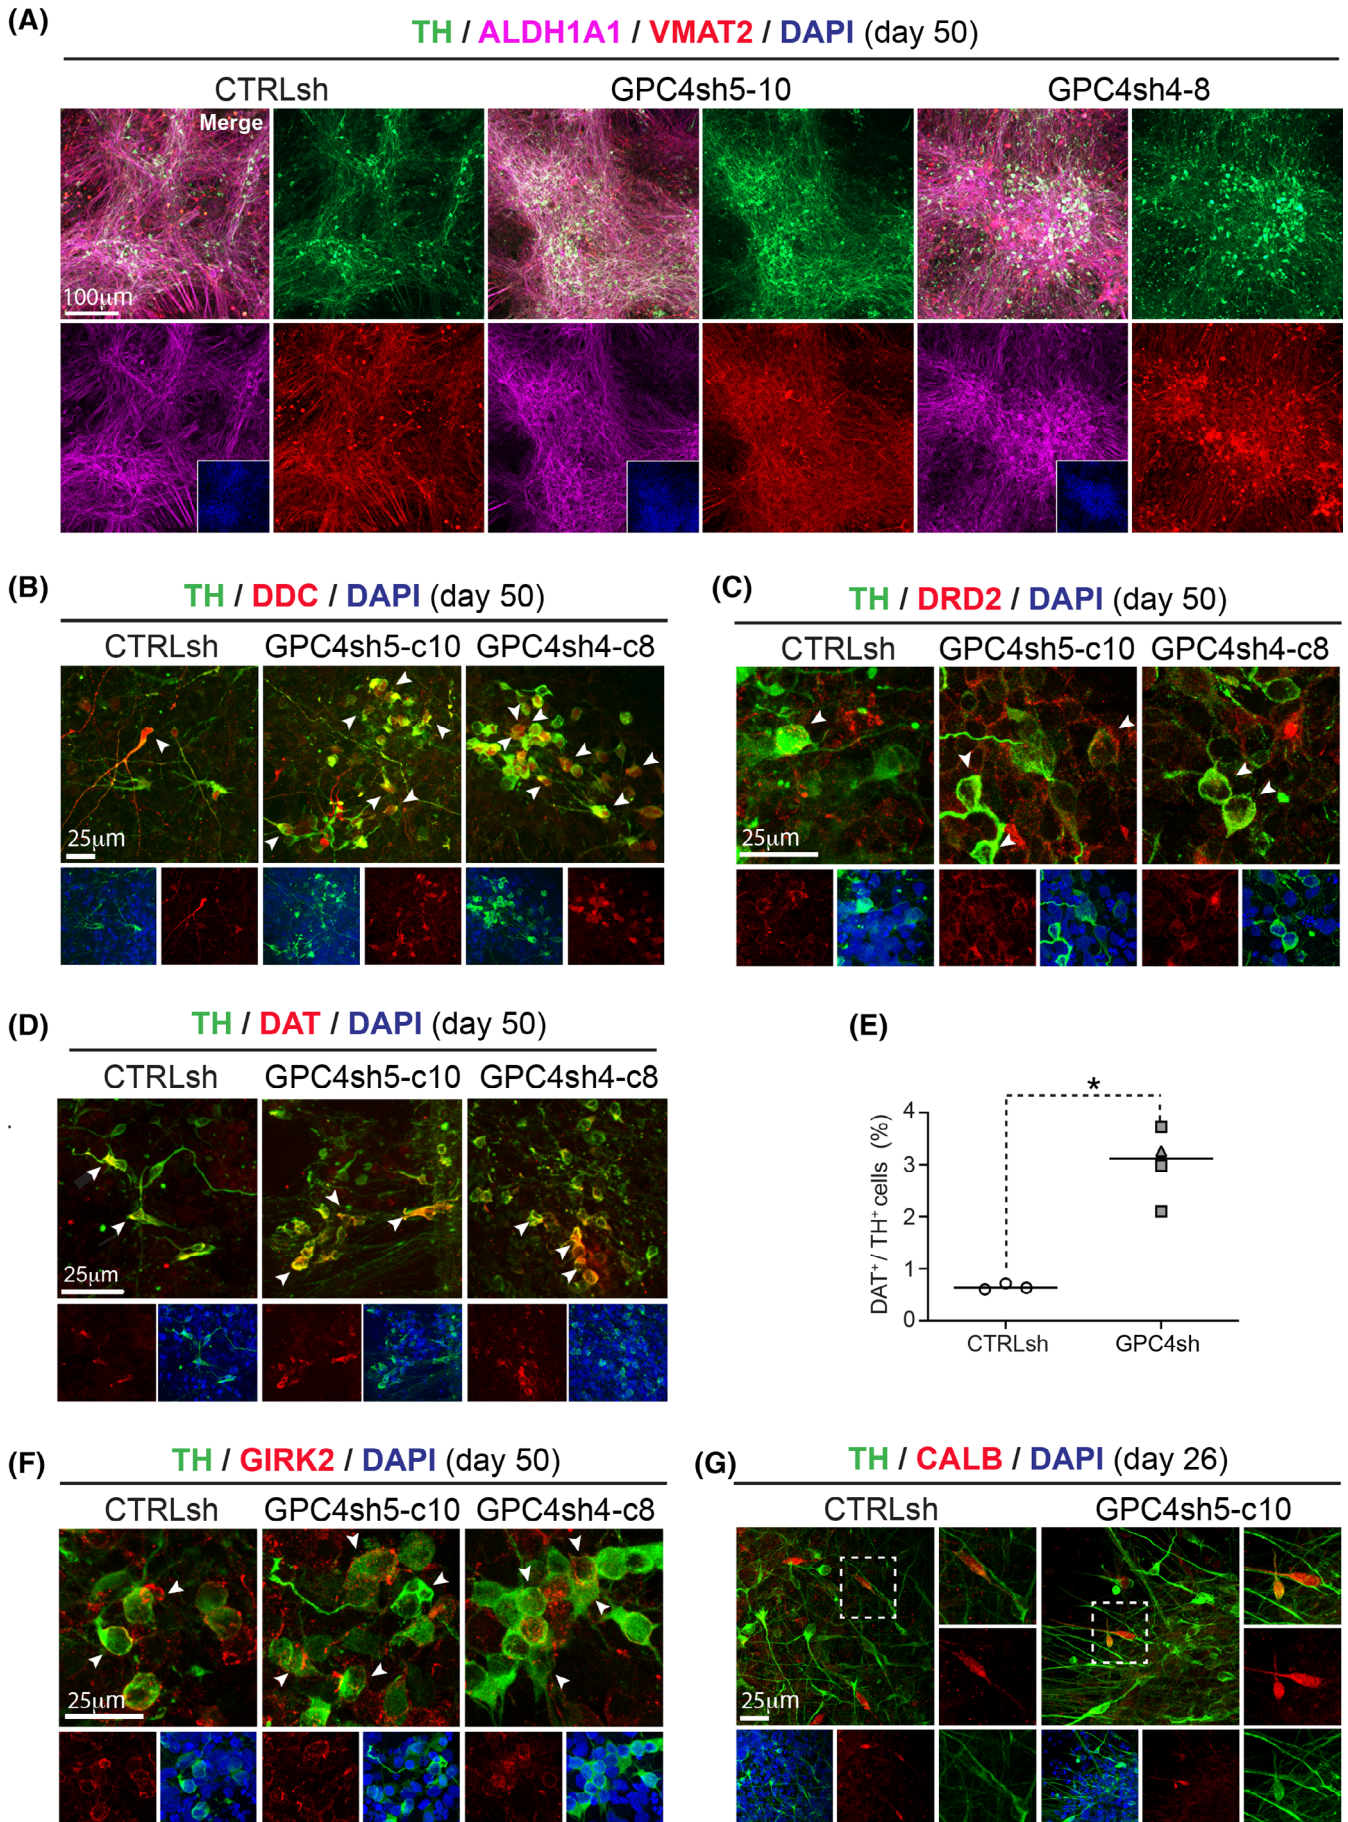 (A)
TH / ALDH1A1 / VMAT2 / DAPI (day 50)
CTRLsh GPC4sh5-10 GPC4sh4-8
Merge
100μm
(B)
TH / DDC / DAPI (day 50)
CTRLsh GPC4sh5-c10 GPC4sh4-c8
25μm
(C)
TH / DRD2 / DAPI (day 50)
CTRLsh GPC4sh5-c10 GPC4sh4-c8
25μm
(D)
TH / DAT / DAPI (day 50)
CTRLsh GPC4sh5-c10 GPC4sh4-c8
25μm
(E)
*
DAT⁺ / TH⁺ cells (%)
4
3
2
1
0
CTRLsh GPC4sh
(F)
TH / GIRK2 / DAPI (day 50)
CTRLsh GPC4sh5-c10 GPC4sh4-c8
25μm
(G)
TH / CALB / DAPI (day 26)
CTRLsh GPC4sh5-c10
25μm